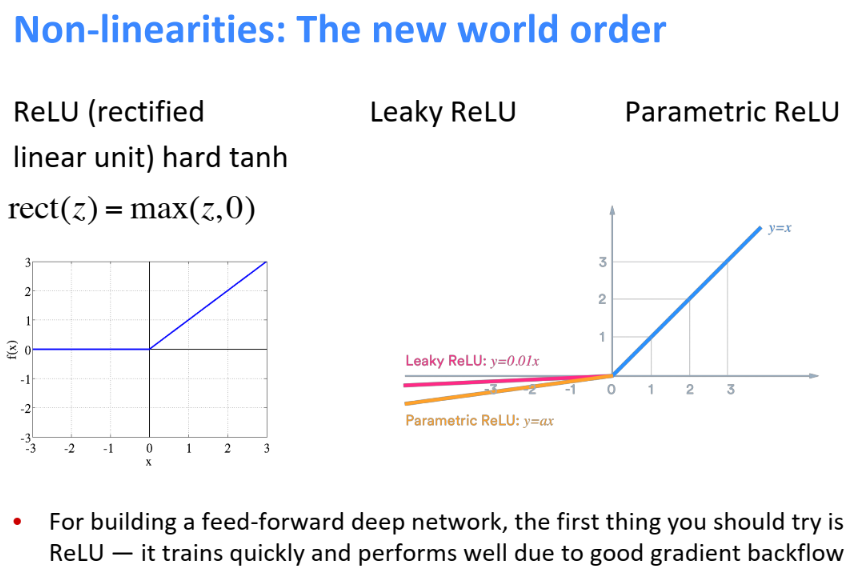 Non-linearities: The new world order
ReLU (rectified
linear unit) hard tanh
rect(z) = max(z,0)
3
2
1
0
-1
-2
-3
f(x)
-3 -2 -1 0 1 2 3
x
Leaky ReLU
Parametric ReLU
y=x
3
2
1
Leaky ReLU: y=0.01x
-3 -2 -1 0 1 2 3
Parametric ReLU: y=ax
• For building a feed-forward deep network, the first thing you should try is
ReLU — it trains quickly and performs well due to good gradient backflow